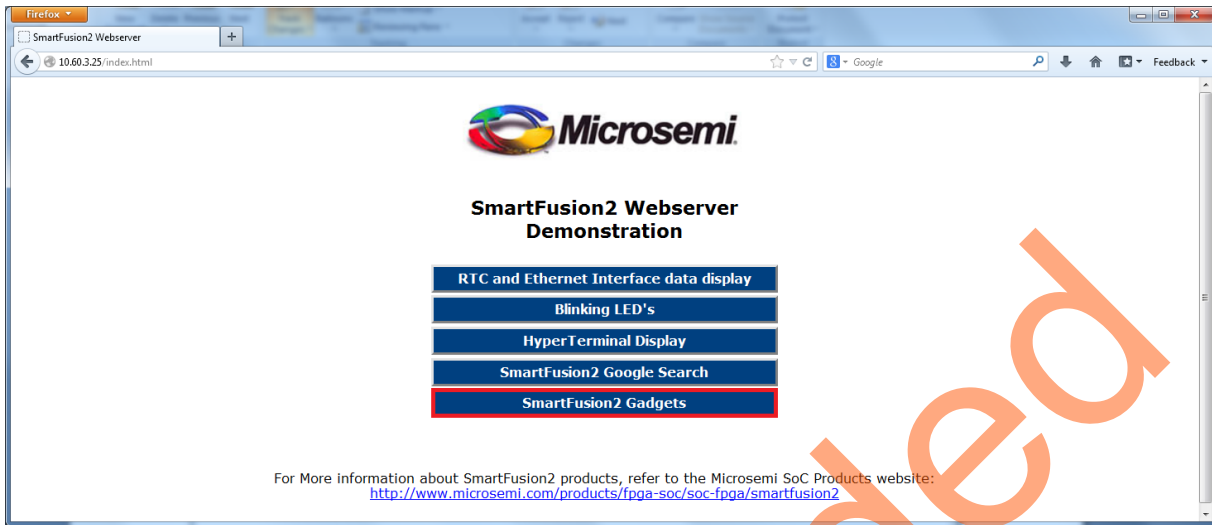 Firefox
SmartFusion2 Webserver
+
10.60.3.25/index.html
Google
Feedback
Microsemi
SmartFusion2 Webserver
Demonstration
RTC and Ethernet Interface data display
Blinking LED's
HyperTerminal Display
SmartFusion2 Google Search
SmartFusion2 Gadgets
For More information about SmartFusion2 products, refer to the Microsemi SoC Products website:
http://www.microsemi.com/products/fpga-soc/soc-fpga/smartfusion2
ded